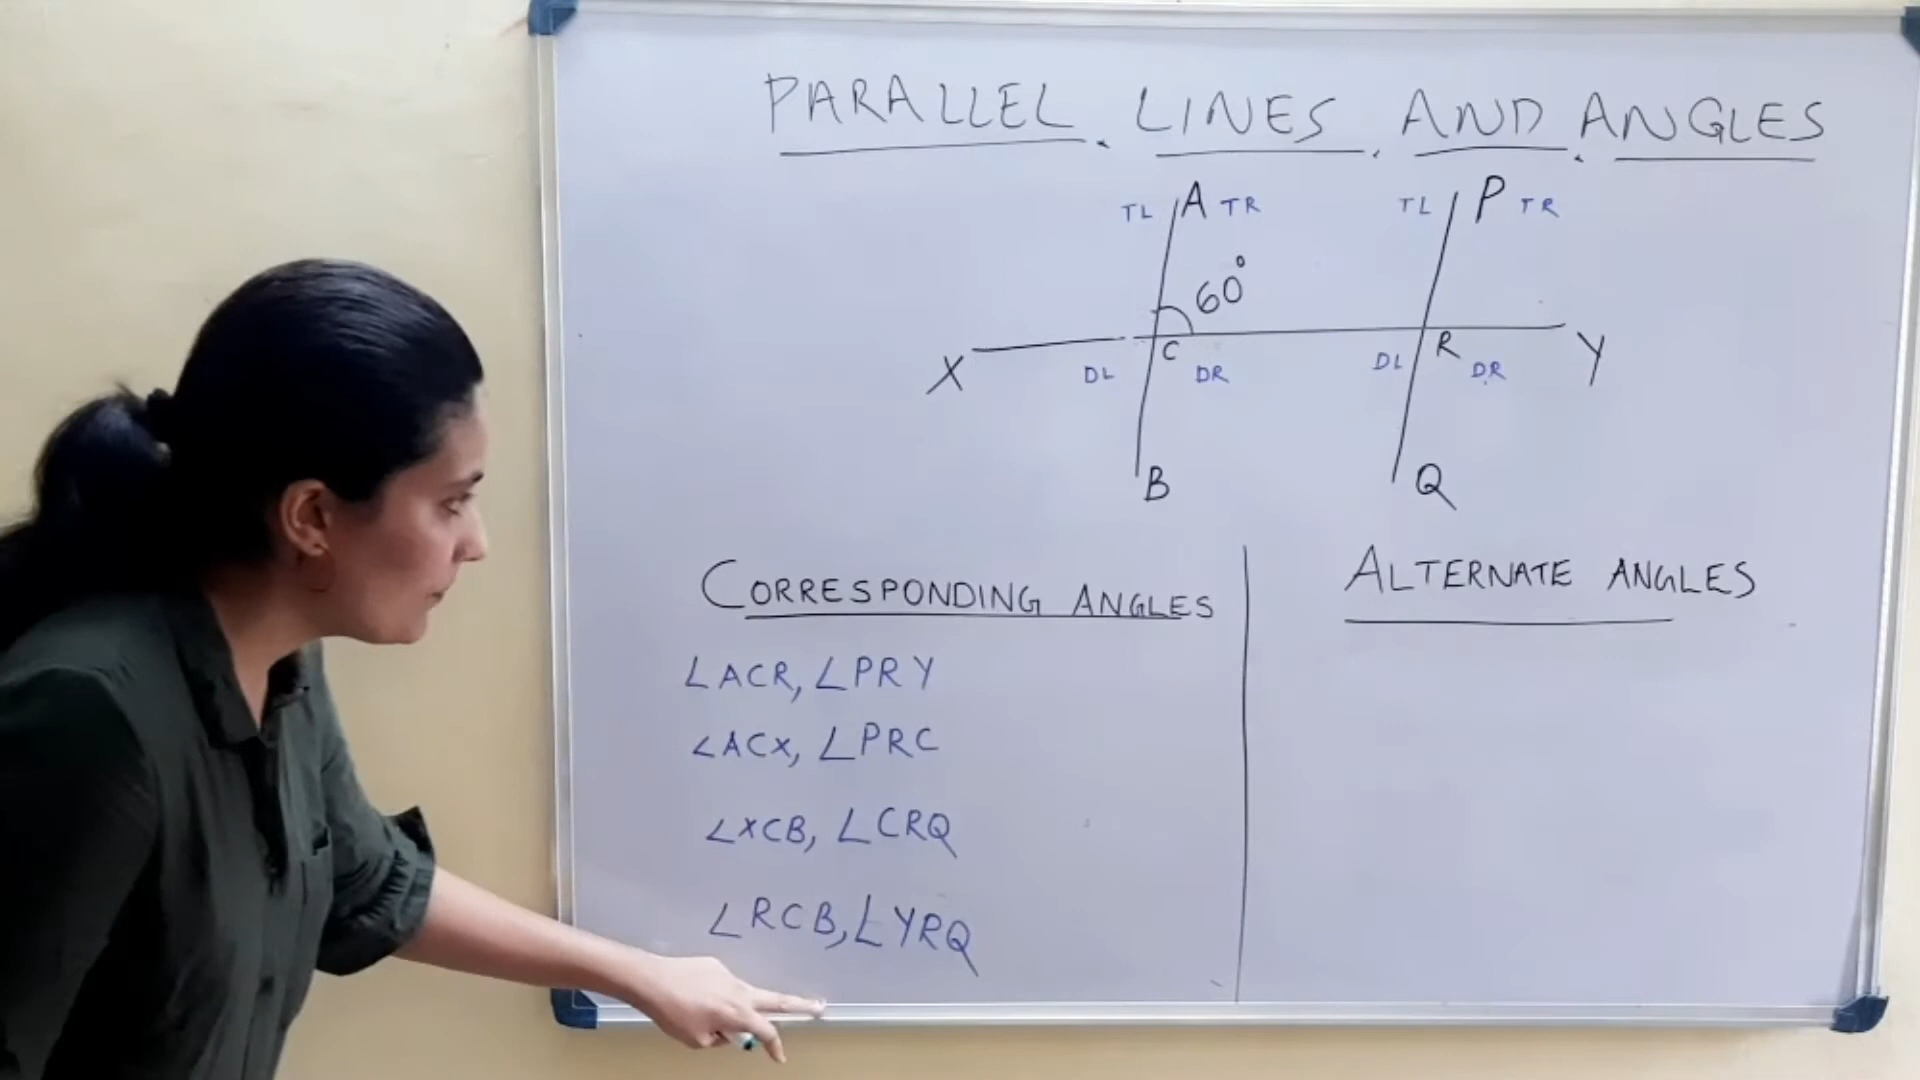 PARALLEL LINES AND ANGLES
TL A TR TL P TR
60°
X C R Y
DL DR DL DR
B Q
CORRESPONDING ANGLES
∠ACR, ∠PRY
∠ACX, ∠PRC
∠XCB, ∠CRQ
∠RCB, ∠YRQ
ALTERNATE ANGLES